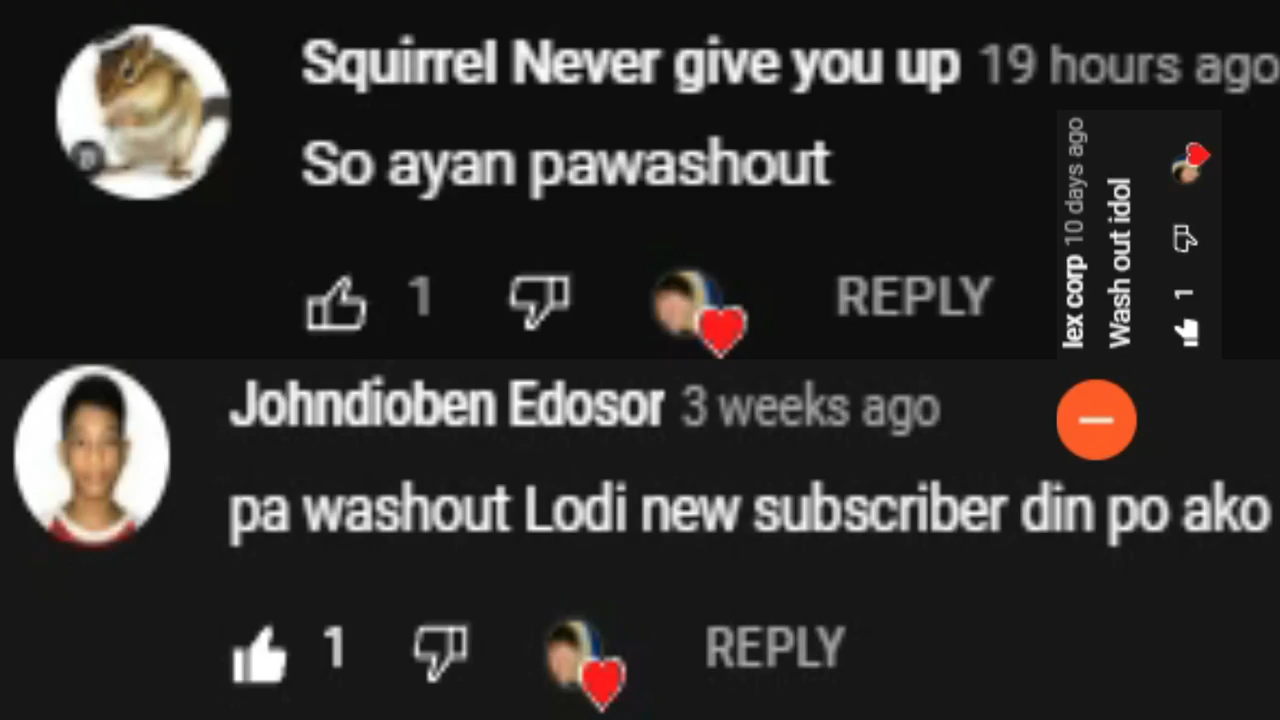 Squirrel Never give you up 19 hours ago
So ayan pawashout
1 REPLY
lex corp 10 days ago
Wash out idol
1
Johndioben Edosor 3 weeks ago
pa washout Lodi new subscriber din po ako
1 REPLY